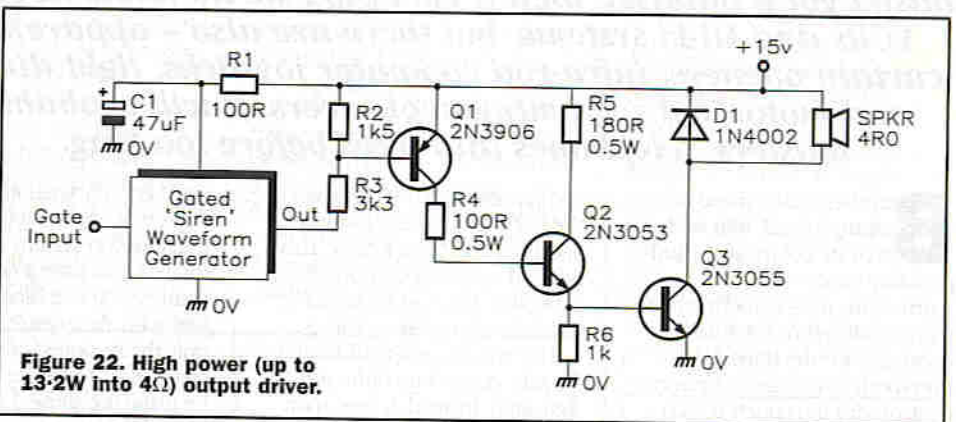 +15v
R1
100R
+
C1
47uF
0V
R2
1k5
Q1
2N3906
R5
180R
0.5W
D1
1N4002
SPKR
4R0
R3
3k3
Gate
Input
Gated
'Siren'
Waveform
Generator
Out
R4
100R
0.5W
Q2
2N3053
Q3
2N3055
0V
R6
1k
0V
0V
Figure 22. High power (up to
13·2W into 4Ω) output driver.